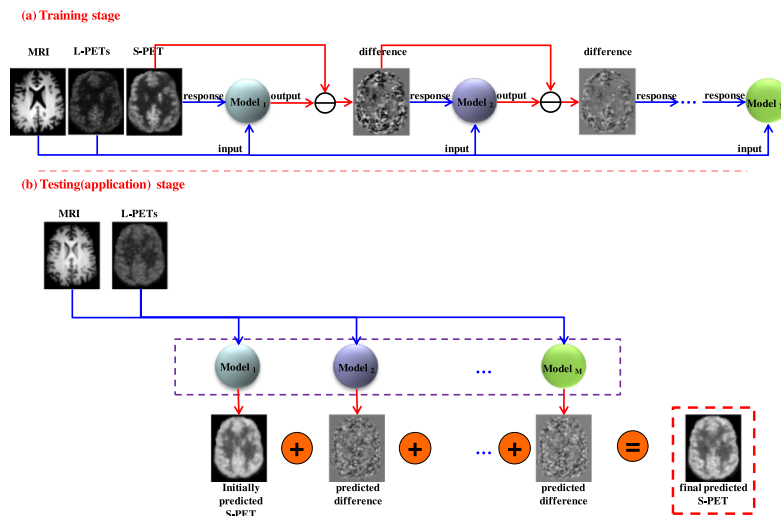 (a) Training stage
MRI L-PETs S-PET difference difference
response Model 1 output response Model 2 output response ... response Model
input input input
(b) Testing(application) stage
MRI L-PETs
Model 1 Model 2 ... Model M
+ + ... + =
Initially predicted S-PET
predicted difference
predicted difference
final predicted S-PET